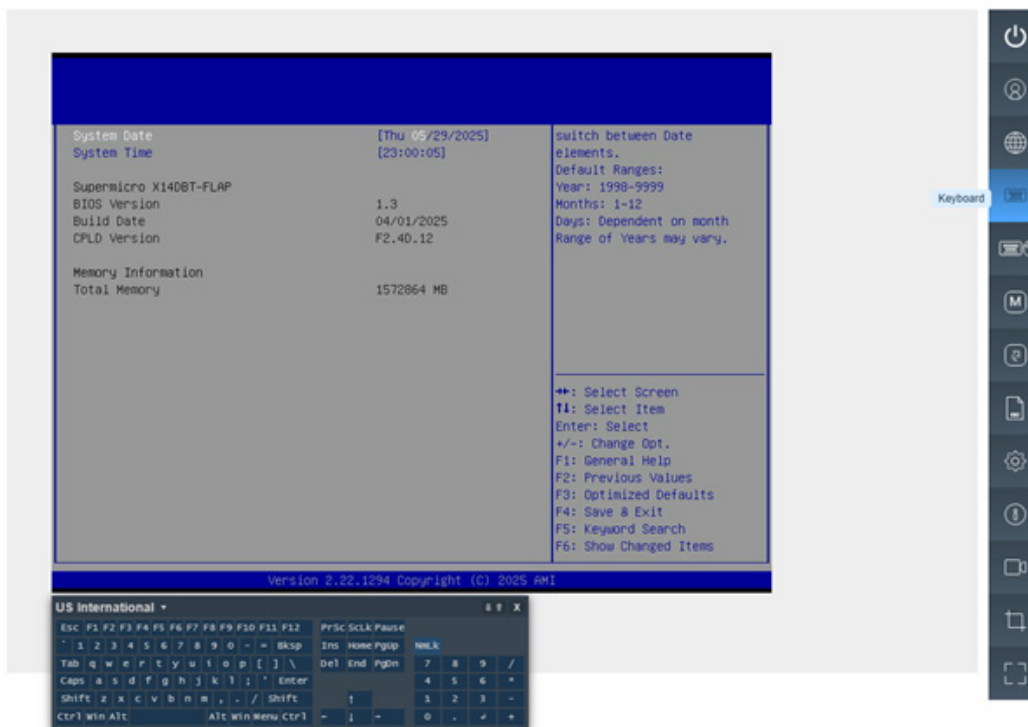 System Date [Thu 05/29/2025]
System Time [23:00:05]
Supermicro X14DBT-FLAP
BIOS Version 1.3
Build Date 04/01/2025
CPLD Version F2.4D.12
Memory Information
Total Memory 1572864 MB
switch between Date
elements.
Default Ranges:
Year: 1998-9999
Months: 1-12
Days: Dependent on month
Range of Years may vary.
→←: Select Screen
↑↓: Select Item
Enter: Select
+/-: Change Opt.
F1: General Help
F2: Previous Values
F3: Optimized Defaults
F4: Save & Exit
F5: Keyword Search
F6: Show Changed Items
Version 2.22.1294 Copyright (C) 2025 AMI
Keyboard
M
US International X
Esc F1 F2 F3 F4 F5 F6 F7 F8 F9 F10 F11 F12 PrSc ScLk Pause
` 1 2 3 4 5 6 7 8 9 0 - = Bksp Ins Home PgUp NmLk
Tab q w e r t y u i o p [ ] \ Del End PgDn 7 8 9 /
Caps a s d f g h j k l ; ' Enter 4 5 6 *
Shift z x c v b n m , . / Shift ↑ 1 2 3 -
Ctrl Win Alt Alt Win Menu Ctrl ← ↓ → 0 . ↲ +